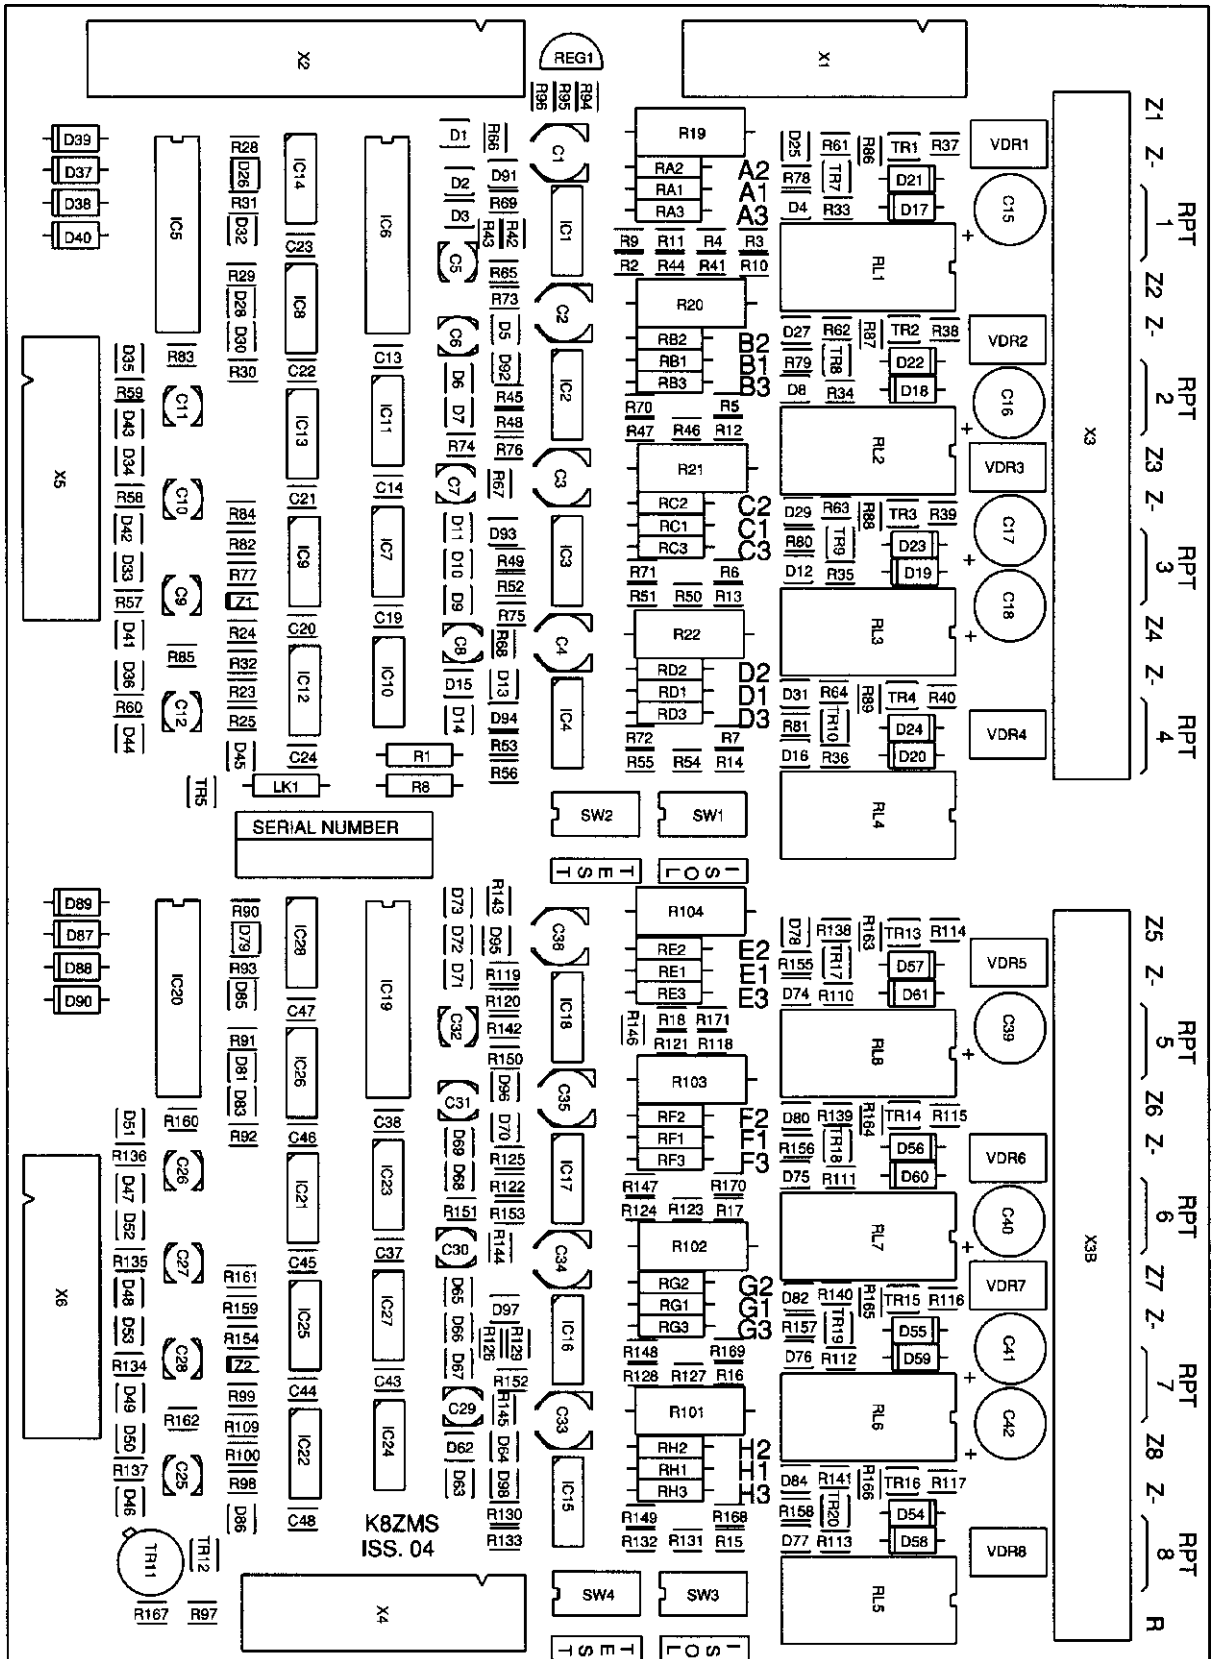 X2
REG1
X1
R96 R95 R94
Z1
D39
D37
D38
D40
IC5
R28
D26
R31
D32
IC14
C23
IC6
D1
R66
D2
D91
D3
R69
R43 R42
C5
R65
R73
C1
IC1
R19
RA2
RA1
RA3
A2
A1
A3
R9 R11 R4 R3
R2 R44 R41 R10
D25 R61 R86 TR1 R37
R78 TR7 D21
D4 R33 D17
VDR1
C15
+
RL1
Z-
RPT
1
X3
R29
D28
D30
R30
IC8
C22
C13
C6
D5
D92
C2
R20
RB2
RB1
RB3
B2
B1
B3
D27 R62 R87 TR2 R38
R79 TR8 D22
D8 R34 D18
VDR2
C16
+
RL2
Z2
Z-
RPT
2
X5
D35
R83
R59
D43
D34
C11
IC13
IC11
D6
D7
R45
R48
R74 R76
IC2
R70 R5
R47 R46 R12
R58
C10
C21
C14
C7
R67
C3
R21
RC2
RC1
RC3
C2
C1
C3
VDR3
D29 R63 R88 TR3 R39
R80 TR9 D23
D12 R35 D19
C17
+
Z3
Z-
RPT
3
D42
D33
R57
D41
C9
R84
R82
R77
Z1
R24
IC9
C20
IC7
C19
D11 D93
D10 R49
D9 R52
R75
IC3
R71 R6
R51 R50 R13
RL3
C18
+
R85
D36
R60
D44
C12
R32
R23
R25
D45
IC12
C24
IC10
C8
R68
D15 D13
D14 D94
R53
R56
C4
IC4
R22
RD2
RD1
RD3
D2
D1
D3
R72 R7
R55 R54 R14
D31 R64 R89 TR4 R40
R81 TR10 D24
D16 R36 D20
VDR4
Z4
Z-
RPT
4
TR5
LK1
R1
R8
RL4
SERIAL NUMBER
SW2
SW1
TEST
ISOL
D89
D87
D88
D90
IC20
R90
D79
R93
D85
IC28
C47
IC19
D73 R143
D72 D95
D71 R119
R120
C32
R142
R150
C38
IC18
R104
RE2
RE1
RE3
E2
E1
E3
R146
R18 R171
R121 R118
D78 R138 R163 TR13 R114
R155 TR17 D57
D74 R110 D61
VDR5
C39
+
RL8
Z5
Z-
RPT
5
X3B
R91
D81
D83
R92
IC26
C46
C38
C31
D96
D70
C35
R103
RF2
RF1
RF3
F2
F1
F3
D80 R139 R164 TR14 R115
R156 TR18 D56
D75 R111 D60
VDR6
C40
+
RL7
Z6
Z-
RPT
6
X6
D51
R160
R136
D47
D52
C26
IC21
IC23
D69
D68
R125
R122
R151 R153
IC17
R147 R170
R124 R123 R17
R135
C27
C45
C37
C30
R144
C34
R102
RG2
RG1
RG3
G2
G1
G3
VDR7
D82 R140 R165 TR15 R116
R157 TR19 D55
D76 R112 D59
C41
+
Z7
Z-
RPT
7
D48
D53
R134
D49
C28
R161
R159
R154
Z2
R99
IC25
C44
IC27
C43
D65 D97
D66
D67
R126 R129
R152
IC16
R148 R169
R128 R127 R16
RL6
C42
+
R162
D50
R137
D46
C25
R109
R100
R98
D86
IC22
C48
IC24
C29
R145
D62 D64
D63 D98
R130
R133
C33
IC15
R101
RH2
RH1
RH3
H2
H1
H3
R149 R168
R132 R131 R15
D84 R141 R166 TR16 R117
R158 TR20 D54
D77 R113 D58
VDR8
Z8
Z-
RPT
8
R
K8ZMS
ISS. 04
TR11
TR12
R167 R97
X4
SW4
SW3
RL5
TEST
ISOL